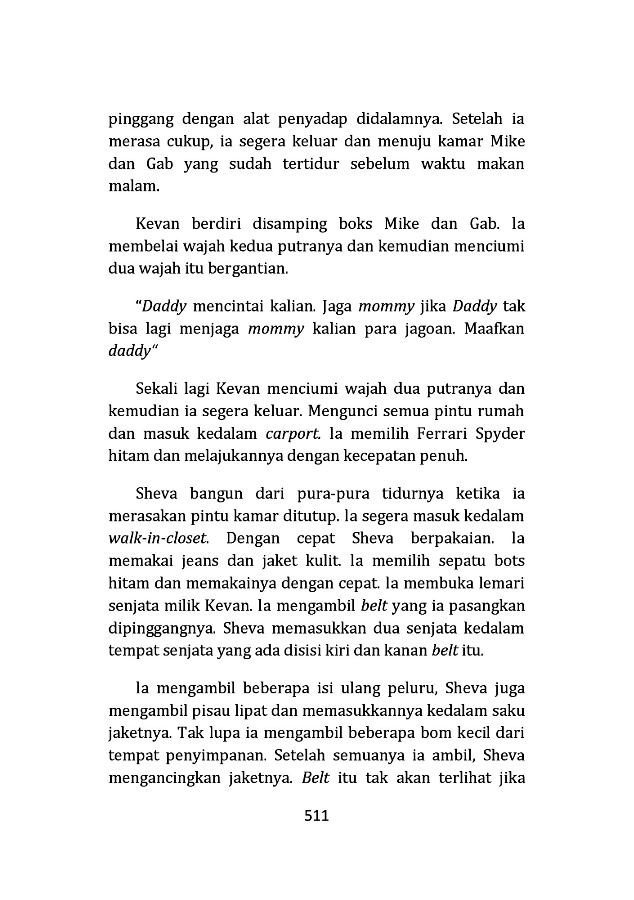 pinggang dengan alat penyadap didalamnya. Setelah ia
merasa cukup, ia segera keluar dan menuju kamar Mike
dan Gab yang sudah tertidur sebelum waktu makan
malam.
Kevan berdiri disamping boks Mike dan Gab. Ia
membelai wajah kedua putranya dan kemudian menciumi
dua wajah itu bergantian.
“Daddy mencintai kalian. Jaga mommy jika Daddy tak
bisa lagi menjaga mommy kalian para jagoan. Maafkan
daddy“
Sekali lagi Kevan menciumi wajah dua putranya dan
kemudian ia segera keluar. Mengunci semua pintu rumah
dan masuk kedalam carport. Ia memilih Ferrari Spyder
hitam dan melajukannya dengan kecepatan penuh.
Sheva bangun dari pura-pura tidurnya ketika ia
merasakan pintu kamar ditutup. Ia segera masuk kedalam
walk-in-closet. Dengan cepat Sheva berpakaian. Ia
memakai jeans dan jaket kulit. Ia memilih sepatu bots
hitam dan memakainya dengan cepat. Ia membuka lemari
senjata milik Kevan. Ia mengambil belt yang ia pasangkan
dipinggangnya. Sheva memasukkan dua senjata kedalam
tempat senjata yang ada disisi kiri dan kanan belt itu.
Ia mengambil beberapa isi ulang peluru, Sheva juga
mengambil pisau lipat dan memasukkannya kedalam saku
jaketnya. Tak lupa ia mengambil beberapa bom kecil dari
tempat penyimpanan. Setelah semuanya ia ambil, Sheva
mengancingkan jaketnya. Belt itu tak akan terlihat jika
511